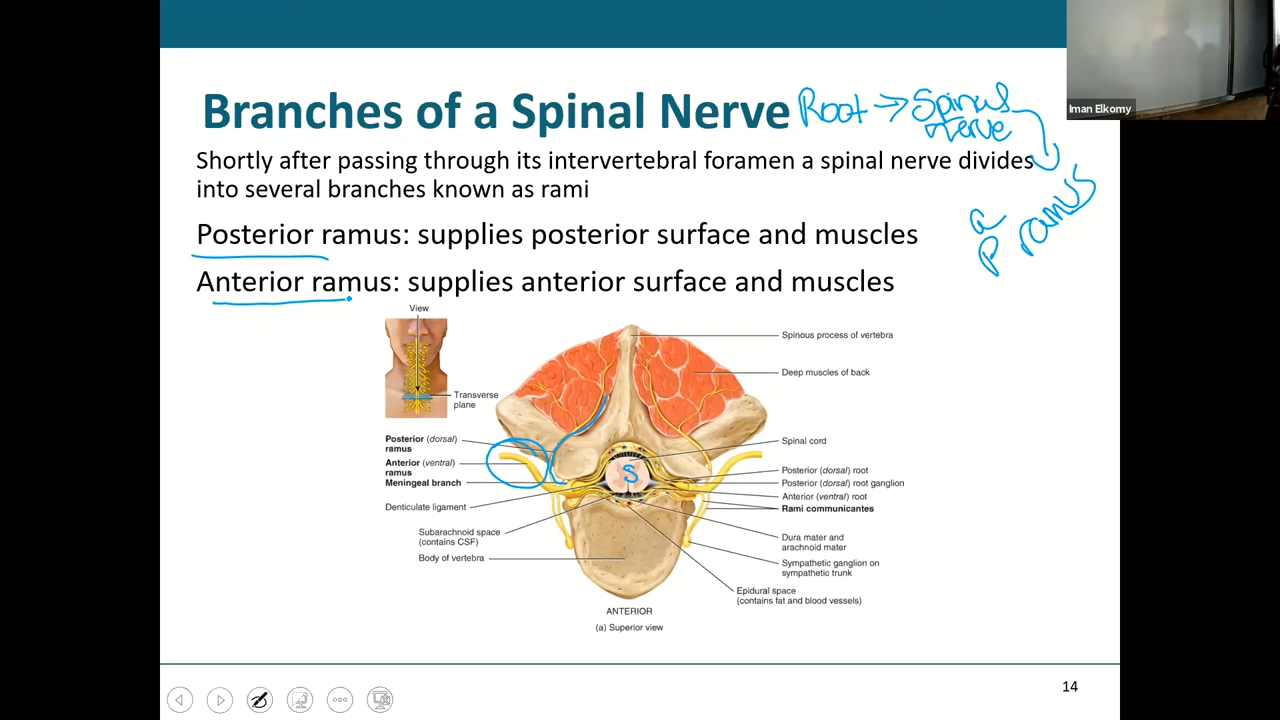 Branches of a Spinal Nerve
Root → Spinal
nerve
a
p
ramus
Iman Elkomy
Shortly after passing through its intervertebral foramen a spinal nerve divides
into several branches known as rami
Posterior ramus: supplies posterior surface and muscles
Anterior ramus: supplies anterior surface and muscles
View
Transverse
plane
Posterior (dorsal)
ramus
Anterior (ventral)
ramus
Meningeal branch
Denticulate ligament
Subarachnoid space
(contains CSF)
Body of vertebra
S
Spinous process of vertebra
Deep muscles of back
Spinal cord
Posterior (dorsal) root
Posterior (dorsal) root ganglion
Anterior (ventral) root
Rami communicantes
Dura mater and
arachnoid mater
Sympathetic ganglion on
sympathetic trunk
Epidural space
(contains fat and blood vessels)
ANTERIOR
(a) Superior view
14